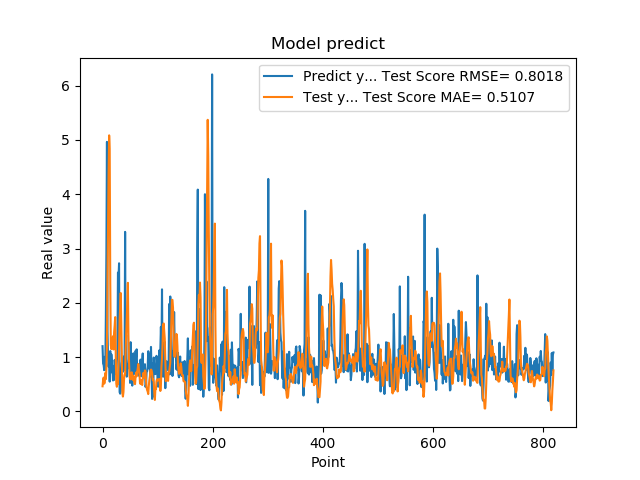 Model predict
Predict y... Test Score RMSE= 0.8018
Test y... Test Score MAE= 0.5107
Real value
6
5
4
3
2
1
0
0 200 400 600 800
Point